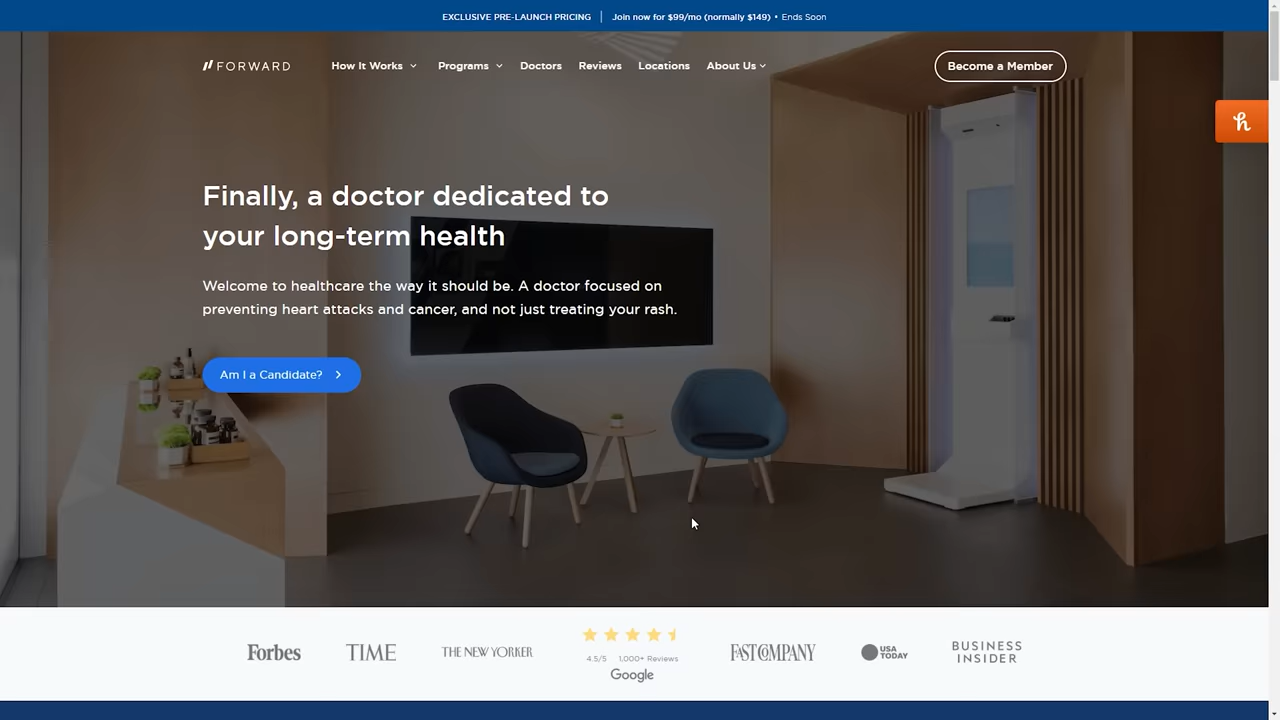 EXCLUSIVE PRE-LAUNCH PRICING | Join now for $99/mo (normally $149) • Ends Soon
FORWARD How It Works Programs Doctors Reviews Locations About Us Become a Member
Finally, a doctor dedicated to
your long-term health
Welcome to healthcare the way it should be. A doctor focused on
preventing heart attacks and cancer, and not just treating your rash.
Am I a Candidate?
Forbes
TIME
THE NEW YORKER
4.5/5 1,000+ Reviews
Google
FAST COMPANY
USA
TODAY
BUSINESS
INSIDER